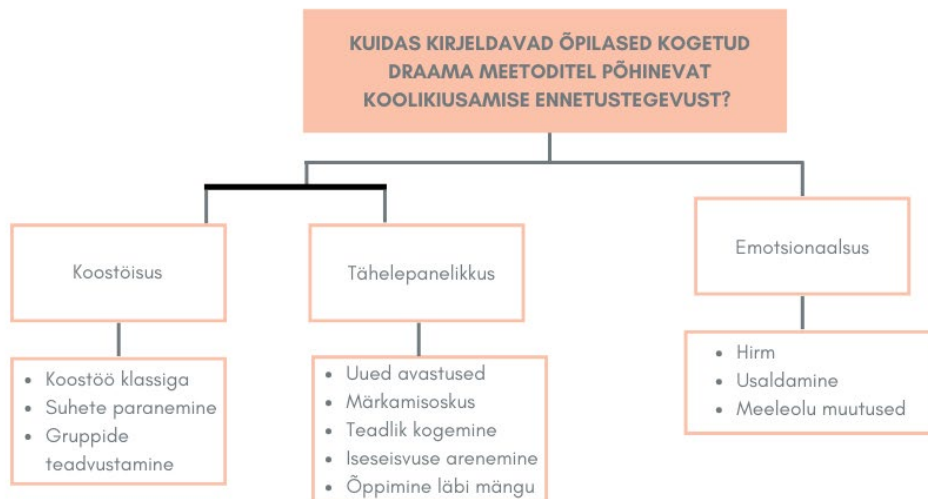 KUIDAS KIRJELDAVAD ÕPILASED KOGETUD
DRAAMA MEETODITEL PÕHINEVAT
KOOLIKIUSAMISE ENNETUSTEGEVUST?
Koostöisus
Tähelepanelikkus
Emotsionaalsus
• Koostöö klassiga
• Suhete paranemine
• Gruppide
teadvustamine
• Uued avastused
• Märkamisoskus
• Teadlik kogemine
• Iseseisvuse arenemine
• Õppimine läbi mängu
• Hirm
• Usaldamine
• Meeleolu muutused